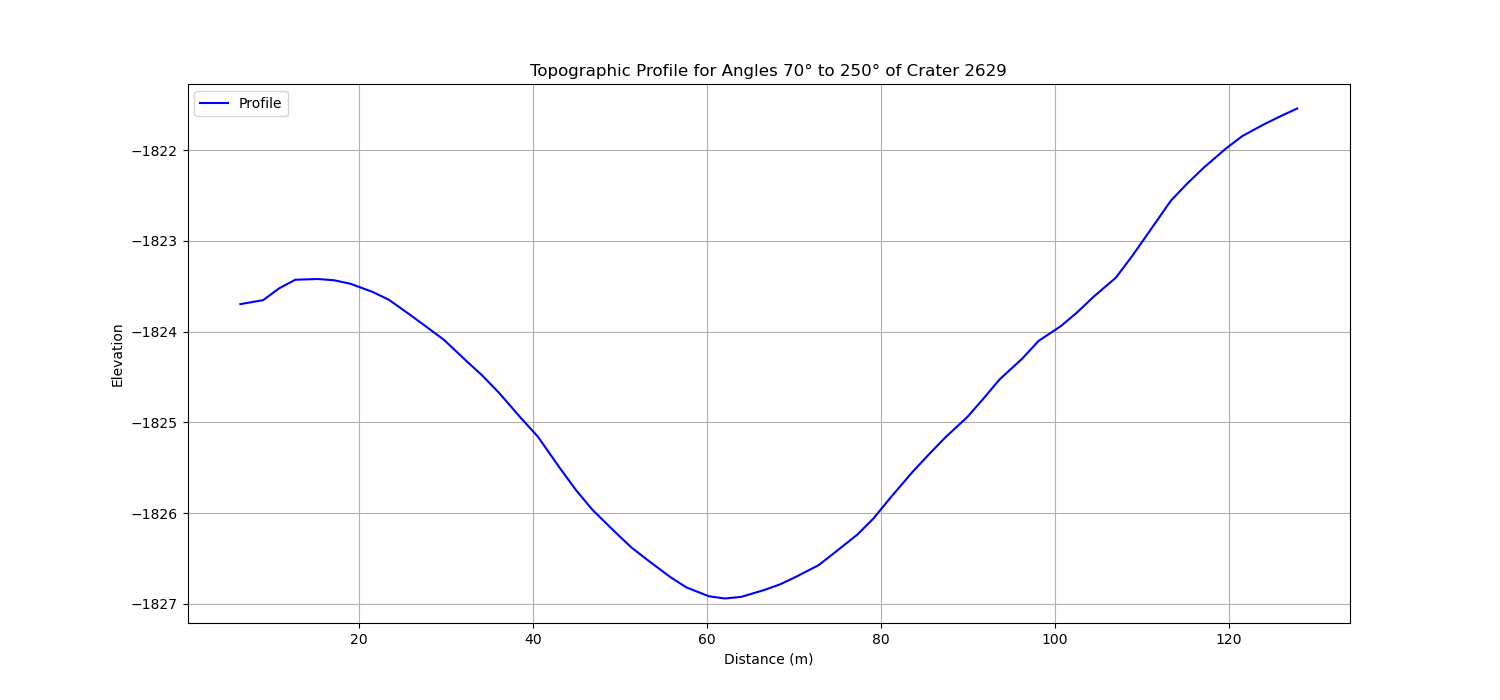 Topographic Profile for Angles 70° to 250° of Crater 2629
Profile
−1822
−1823
−1824
−1825
−1826
−1827
Elevation
20 40 60 80 100 120
Distance (m)